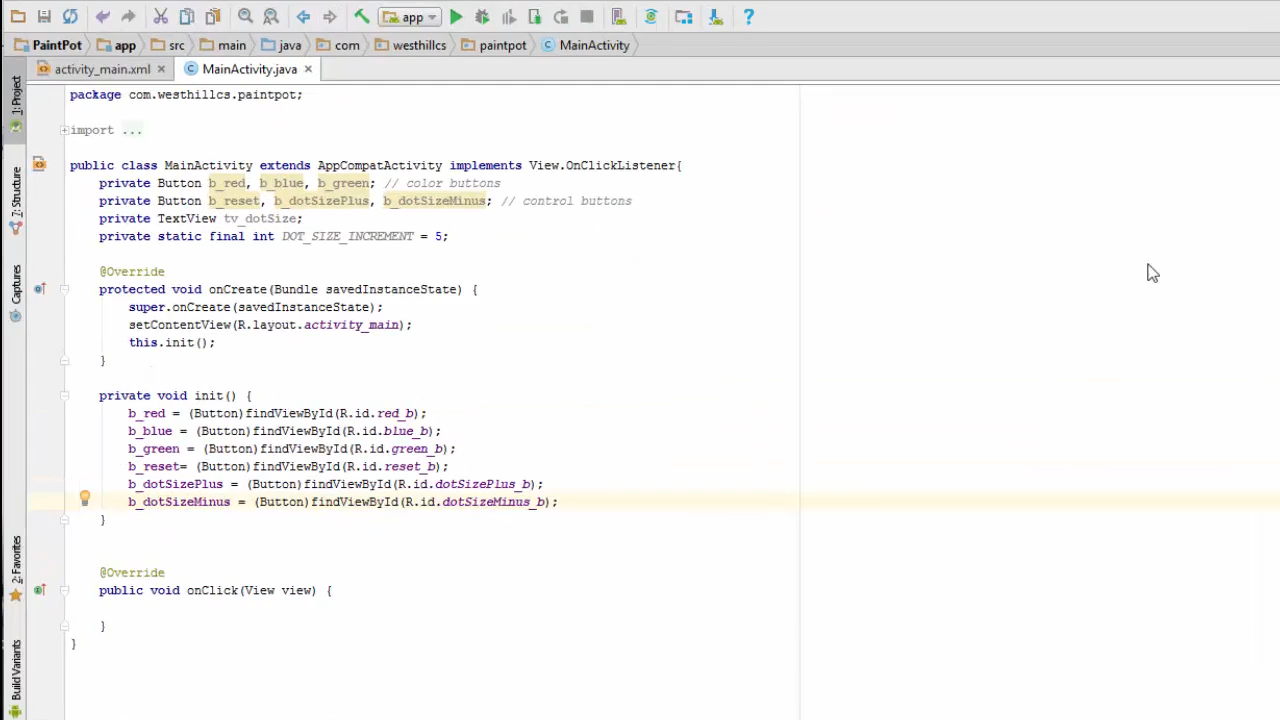 app
PaintPot app src main java com westhillcs paintpot MainActivity
activity_main.xml MainActivity.java
1: Project
7: Structure
Captures
2: Favorites
Build Variants
package com.westhillcs.paintpot;
import ...
public class MainActivity extends AppCompatActivity implements View.OnClickListener{
private Button b_red, b_blue, b_green; // color buttons
private Button b_reset, b_dotSizePlus, b_dotSizeMinus; // control buttons
private TextView tv_dotSize;
private static final int DOT_SIZE_INCREMENT = 5;
@Override
protected void onCreate(Bundle savedInstanceState) {
super.onCreate(savedInstanceState);
setContentView(R.layout.activity_main);
this.init();
}
private void init() {
b_red = (Button)findViewById(R.id.red_b);
b_blue = (Button)findViewById(R.id.blue_b);
b_green = (Button)findViewById(R.id.green_b);
b_reset= (Button)findViewById(R.id.reset_b);
b_dotSizePlus = (Button)findViewById(R.id.dotSizePlus_b);
b_dotSizeMinus = (Button)findViewById(R.id.dotSizeMinus_b);
}
@Override
public void onClick(View view) {
}
}